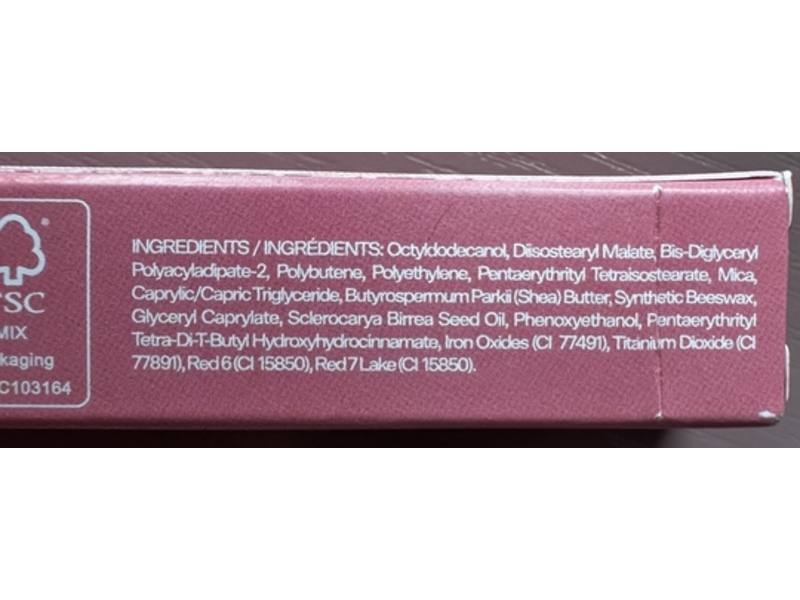 FSC
MIX
C103164
INGREDIENTS / INGRÉDIENTS: Octyldodecanol, Diisostearyl Malate, Bis-Diglyceryl
Polyacyladipate-2, Polybutene, Polyethylene, Pentaerythrityl Tetraisostearate, Mica,
Caprylic/Capric Triglyceride, Butyrospermum Parkii (Shea) Butter, Synthetic Beeswax,
Glyceryl Caprylate, Sclerocarya Birrea Seed Oil, Phenoxyethanol, Pentaerythrityl
Tetra-Di-T-Butyl Hydroxyhydrocinnamate, Iron Oxides (CI 77491), Titanium Dioxide (CI
77891), Red 6 (CI 15850), Red 7 Lake (CI 15850).